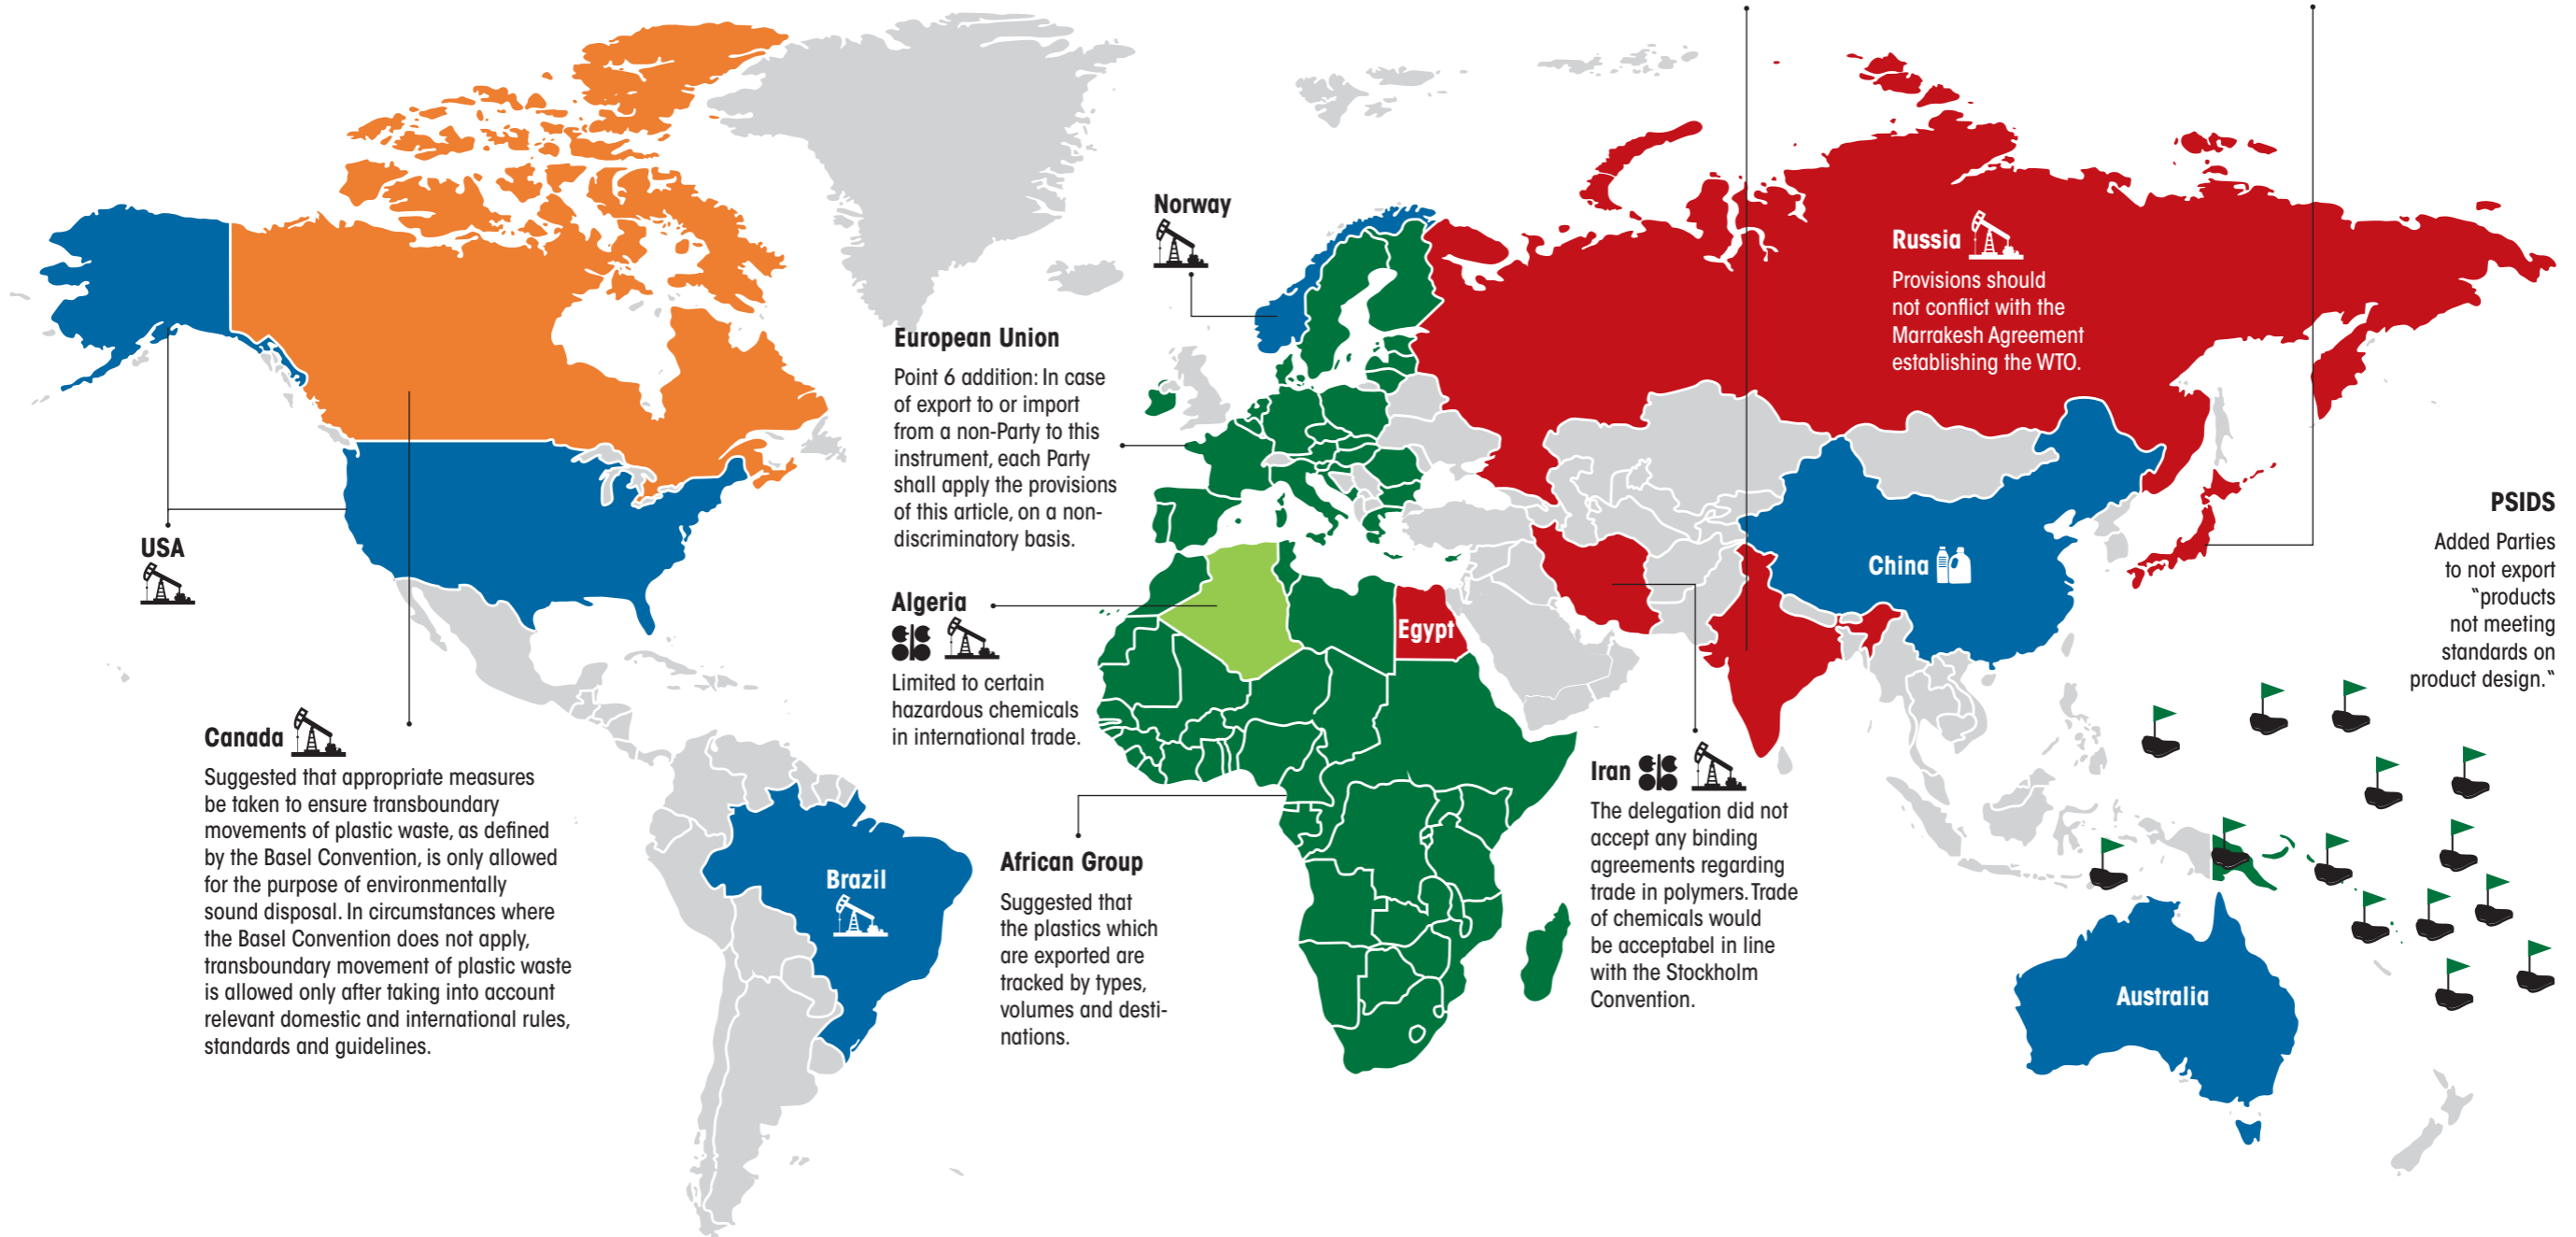 Norway
Russia
Provisions should
not conflict with the
Marrakesh Agreement
establishing the WTO.
European Union
Point 6 addition: In case
of export to or import
from a non-Party to this
instrument, each Party
shall apply the provisions
of this article, on a non-
discriminatory basis.
USA
PSIDS
Added Parties
to not export
“products
not meeting
standards on
product design.“
China
Algeria
Limited to certain
hazardous chemicals
in international trade.
Egypt
Canada
Suggested that appropriate measures
be taken to ensure transboundary
movements of plastic waste, as defined
by the Basel Convention, is only allowed
for the purpose of environmentally
sound disposal. In circumstances where
the Basel Convention does not apply,
transboundary movement of plastic waste
is allowed only after taking into account
relevant domestic and international rules,
standards and guidelines.
Brazil
African Group
Suggested that
the plastics which
are exported are
tracked by types,
volumes and desti-
nations.
Iran
The delegation did not
accept any binding
agreements regarding
trade in polymers. Trade
of chemicals would
be acceptabel in line
with the Stockholm
Convention.
Australia